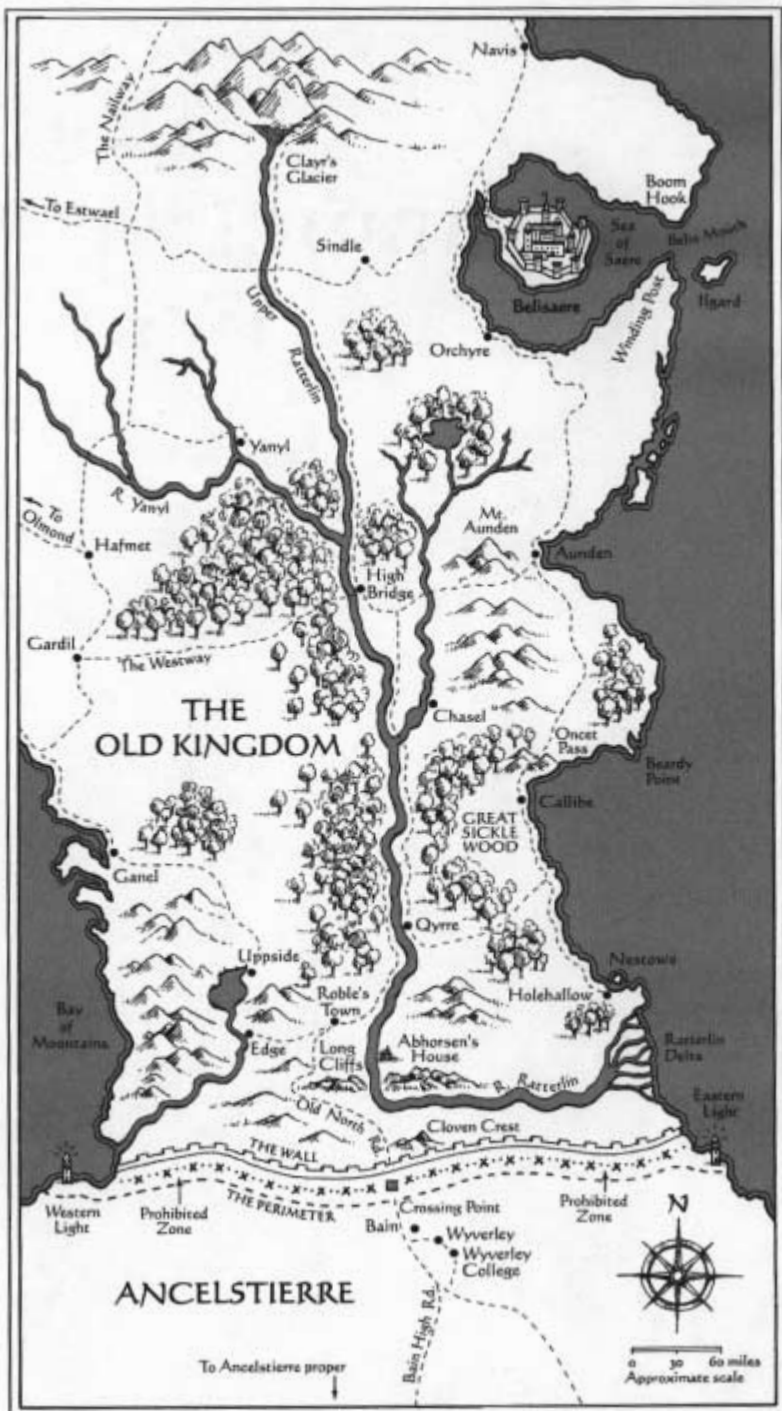 Navis
The Nailway
Clayr's
Glacier
Boom
Hook
To Estwael
Sea
of
Saere
Belis Mouth
Sindle
Ilgard
Upper
Ratterlin
Belisaere
Winding Post
Orchyre
Yanyl
R. Yanyl
Mt.
Aunden
To
Olmond
Hafmet
Aunden
High
Bridge
Gardil
The Westway
THE
OLD KINGDOM
Chasel
Oncet
Pass
Beardy
Point
Callibe
GREAT
SICKLE
WOOD
Ganel
Qyrre
Uppside
Nestowe
Roble's
Town
Holehallow
Bay
of
Mountains
Edge
Long
Cliffs
Abhorsen's
House
Ratterlin
Delta
R. Ratterlin
Old North Rd.
Eastern
Light
Cloven Crest
THE WALL
THE PERIMETER
Western
Light
Prohibited
Zone
Prohibited
Zone
Crossing Point
Bain
Wyverley
Wyverley
College
N
ANCELSTIERRE
Bain High Rd.
0 30 60 miles
Approximate scale
To Ancelstierre proper